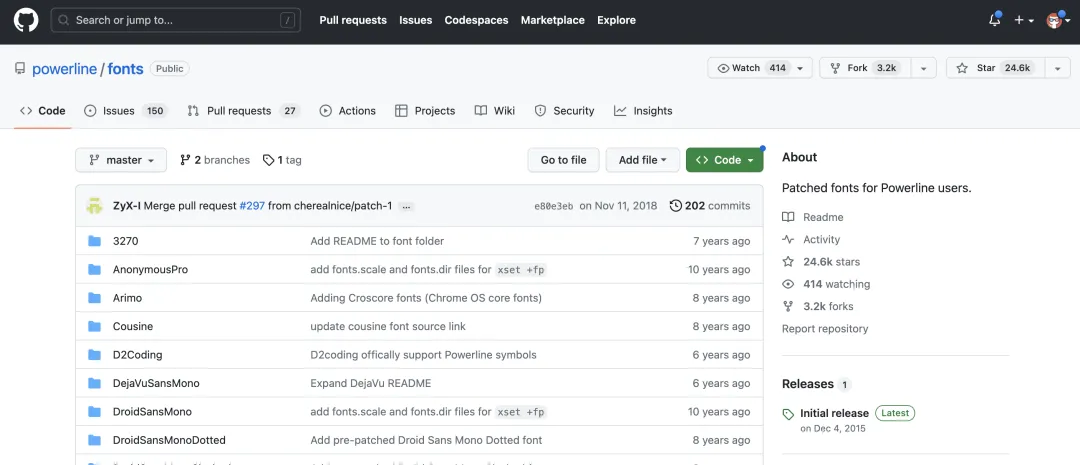 Search or jump to... /
Pull requests Issues Codespaces Marketplace Explore
powerline / fonts Public
Watch 414 Fork 3.2k Star 24.6k
Code Issues 150 Pull requests 27 Actions Projects Wiki Security Insights
master 2 branches 1 tag Go to file Add file Code
ZyX-I Merge pull request #297 from cherealnice/patch-1 ... e80e3eb on Nov 11, 2018 202 commits
3270 Add README to font folder 7 years ago
AnonymousPro add fonts.scale and fonts.dir files for xset +fp 10 years ago
Arimo Adding Croscore fonts (Chrome OS core fonts) 8 years ago
Cousine update cousine font source link 8 years ago
D2Coding D2coding offically support Powerline symbols 6 years ago
DejaVuSansMono Expand DejaVu README 6 years ago
DroidSansMono add fonts.scale and fonts.dir files for xset +fp 10 years ago
DroidSansMonoDotted Add pre-patched Droid Sans Mono Dotted font 8 years ago
About
Patched fonts for Powerline users.
Readme
Activity
24.6k stars
414 watching
3.2k forks
Report repository
Releases 1
Initial release Latest
on Dec 4, 2015